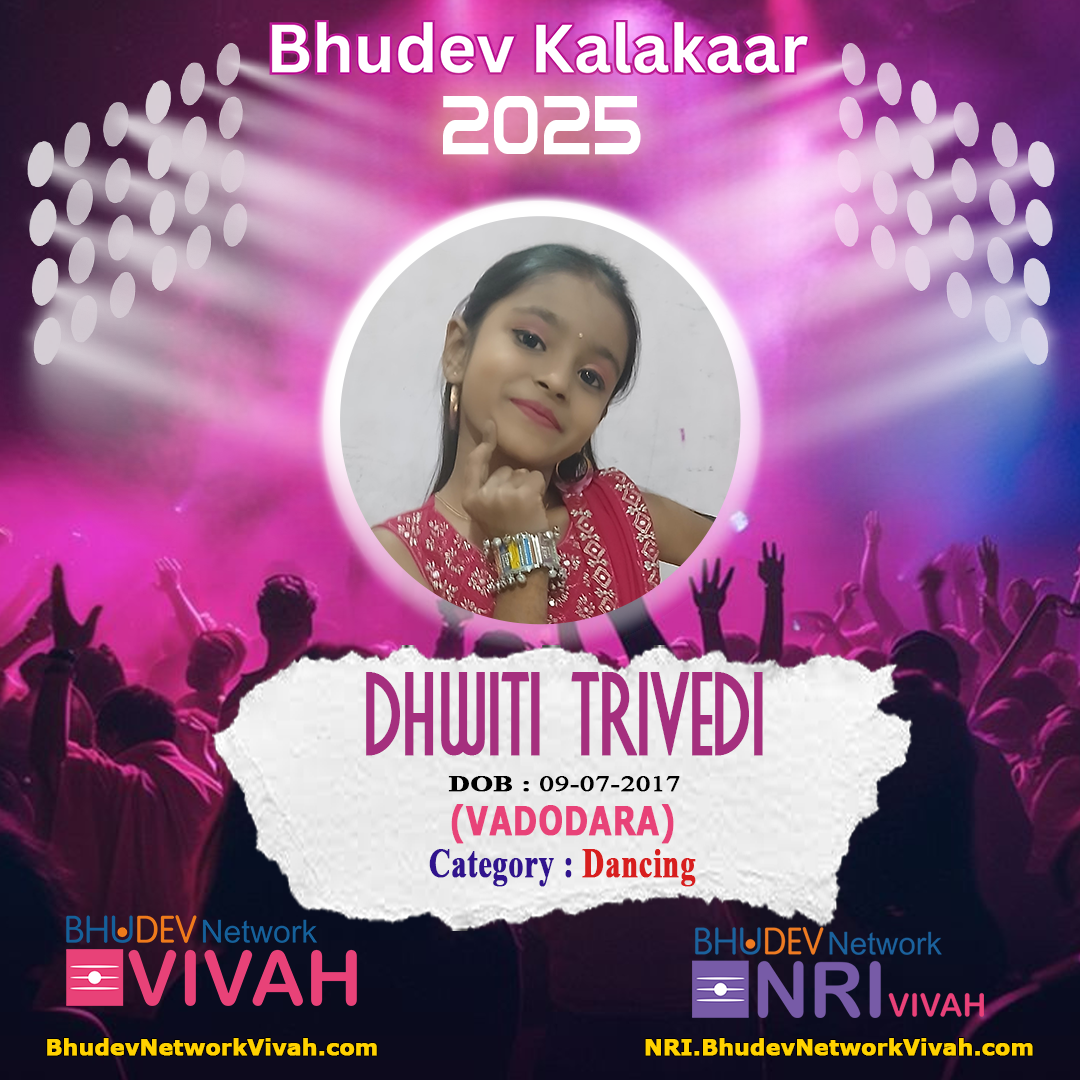 Bhudev Kalakaar
2025
DHWITI TRIVEDI
DOB : 09-07-2017
(VADODARA)
Category : Dancing
BHUDEV Network
VIVAH
BhudevNetworkVivah.com
BHUDEV Network
NRI VIVAH
NRI.BhudevNetworkVivah.com